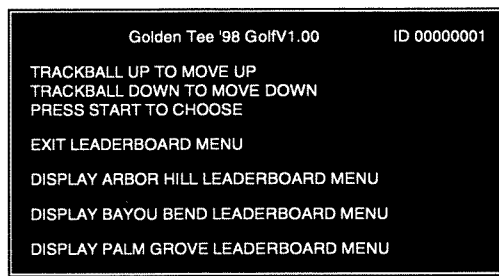 Golden Tee '98 GolfV1.00 ID 00000001
TRACKBALL UP TO MOVE UP
TRACKBALL DOWN TO MOVE DOWN
PRESS START TO CHOOSE
EXIT LEADERBOARD MENU
DISPLAY ARBOR HILL LEADERBOARD MENU
DISPLAY BAYOU BEND LEADERBOARD MENU
DISPLAY PALM GROVE LEADERBOARD MENU